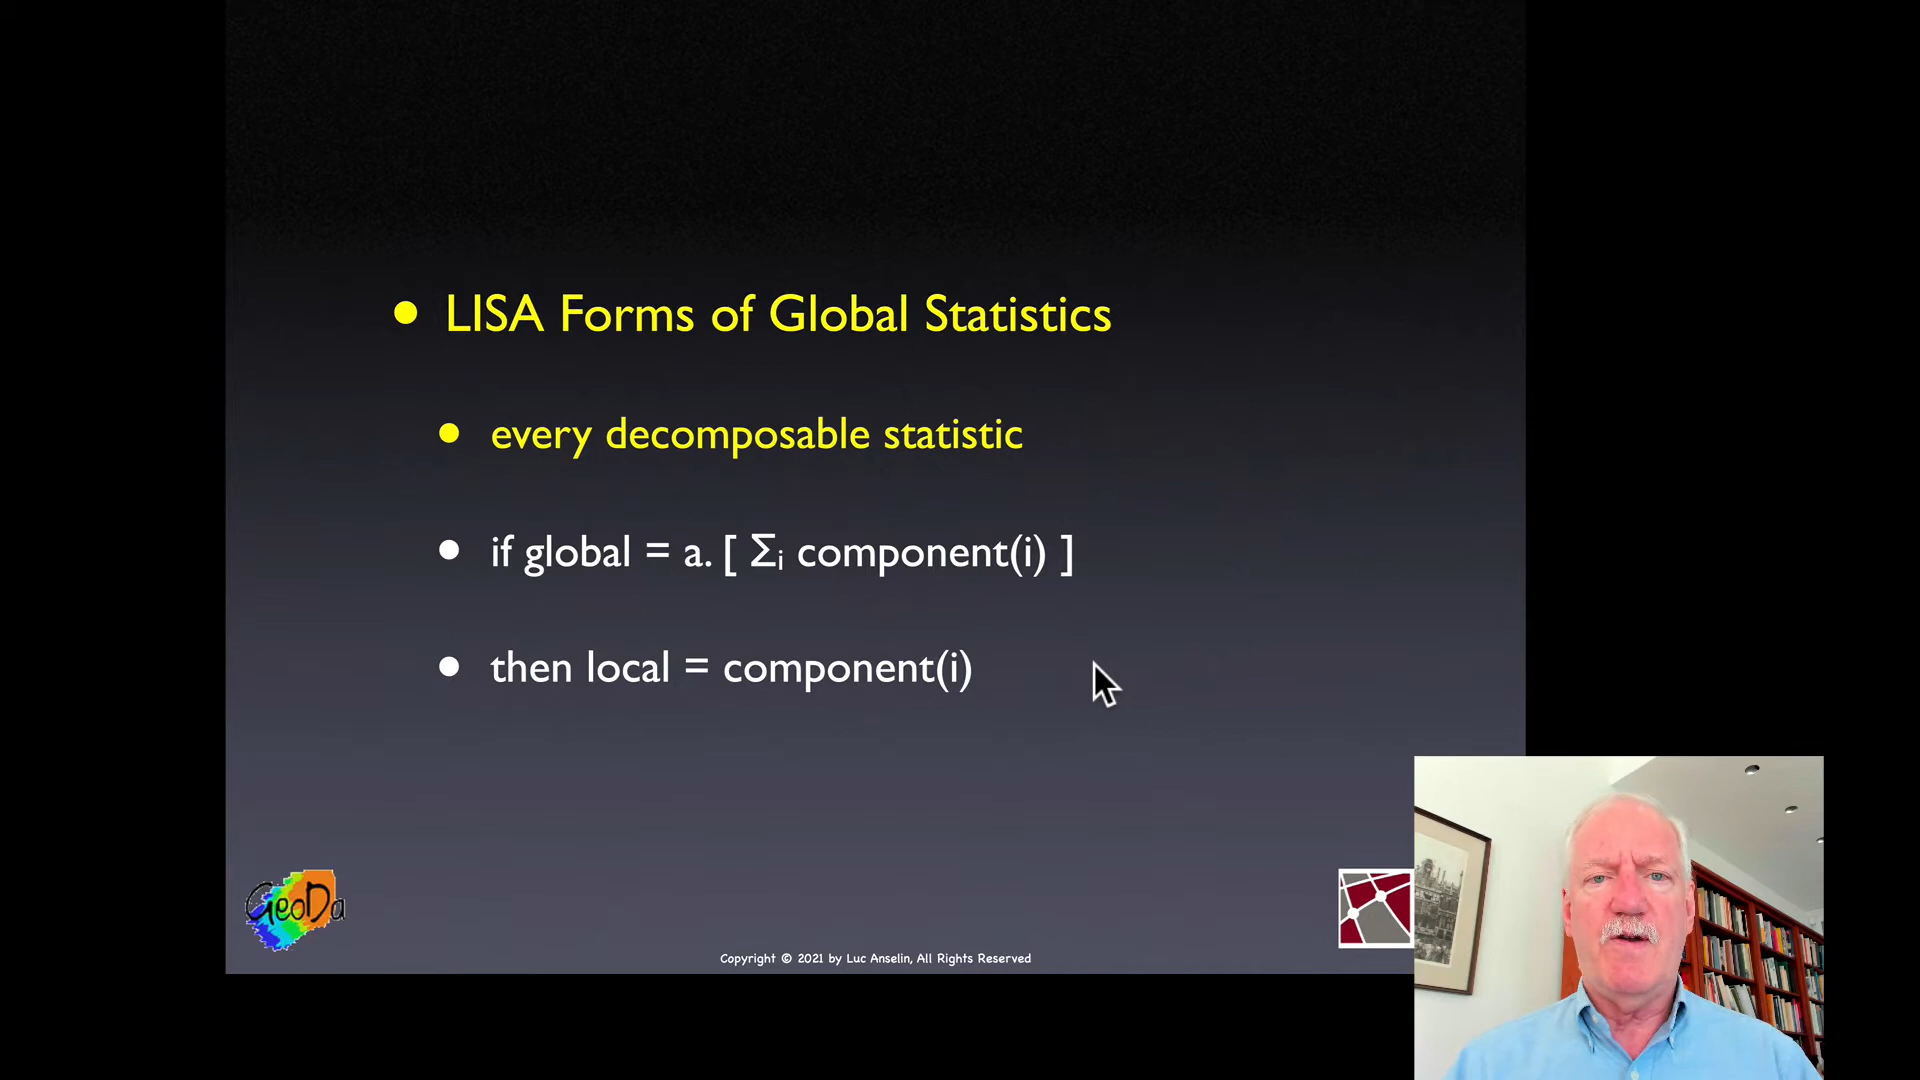 • LISA Forms of Global Statistics
• every decomposable statistic
• if global = a. [ Σᵢ component(i) ]
• then local = component(i)
GeoDa
Copyright © 2021 by Luc Anselin, All Rights Reserved